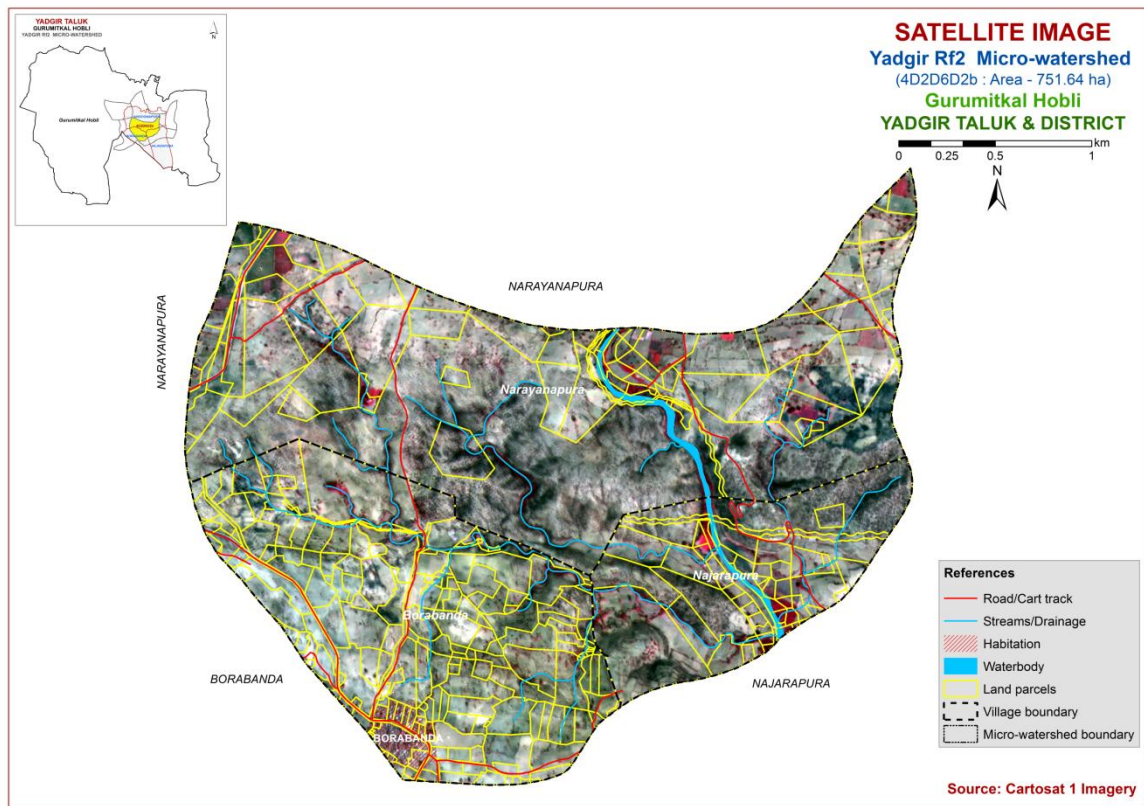 YADGIR TALUK
GURUMITKAL HOBLI
YADGIR Rf2 MICRO-WATERSHED
N
Gurumitkal Hobli
SATELLITE IMAGE
Yadgir Rf2 Micro-watershed
(4D2D6D2b : Area - 751.64 ha)
Gurumitkal Hobli
YADGIR TALUK & DISTRICT
km
0 0.25 0.5 1
N
NARAYANAPURA
NARAYANAPURA
Narayanapura
Najarapura
Borabanda
BORABANDA
NAJARAPURA
BORABANDA
References
Road/Cart track
Streams/Drainage
Habitation
Waterbody
Land parcels
Village boundary
Micro-watershed boundary
Source: Cartosat 1 Imagery